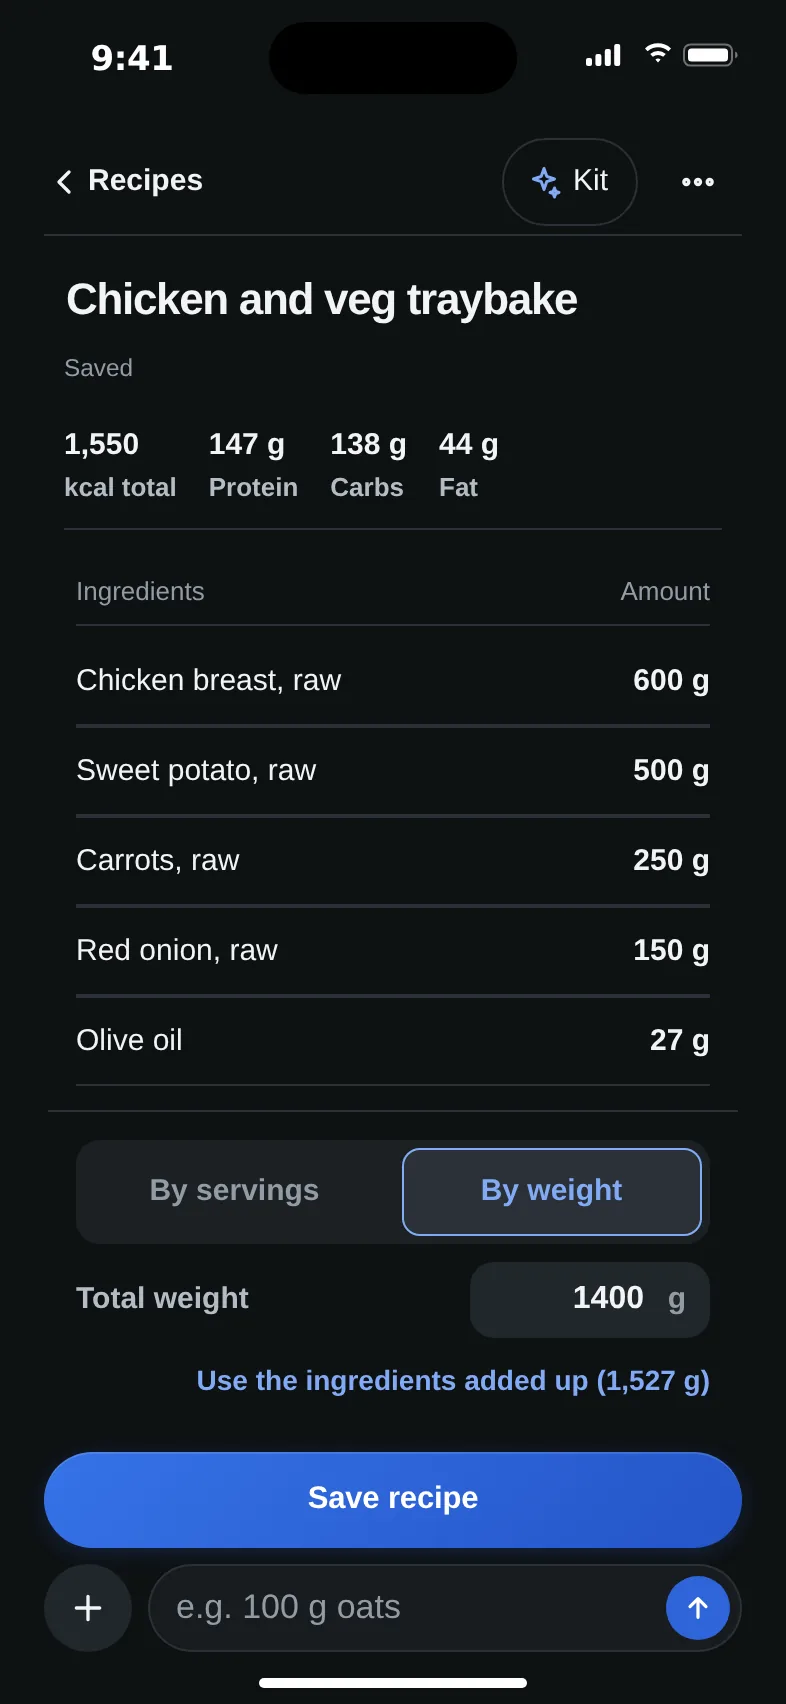 9:41
Recipes
Kit
Chicken and veg traybake
Saved
1,550 147 g 138 g 44 g
kcal total Protein Carbs Fat
Ingredients Amount
Chicken breast, raw 600 g
Sweet potato, raw 500 g
Carrots, raw 250 g
Red onion, raw 150 g
Olive oil 27 g
By servings By weight
Total weight 1400 g
Use the ingredients added up (1,527 g)
Save recipe
e.g. 100 g oats